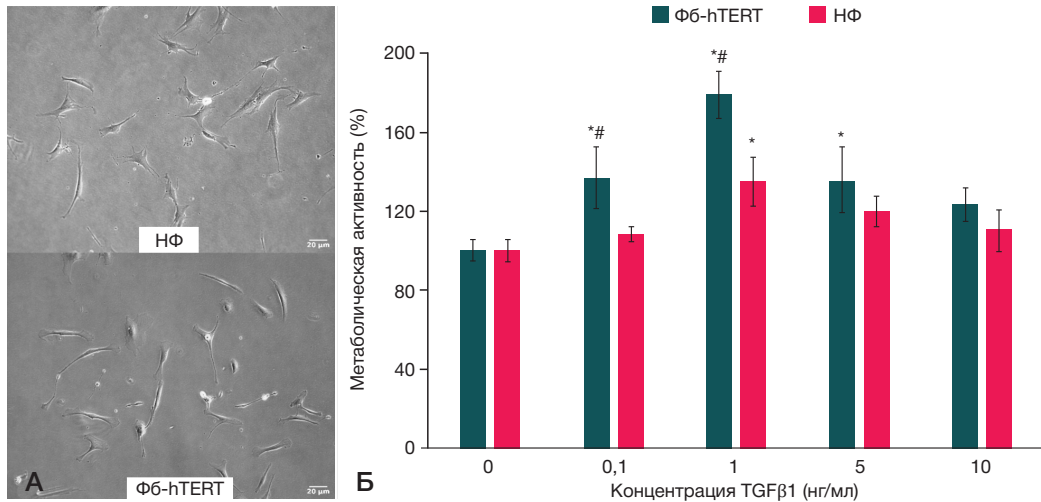 НФ
20 µm
А
Фб-hTERT
20 µm
Б
Фб-hTERT
НФ
Метаболическая активность (%)
200
160
120
80
40
0
*#
*#
*
*
0
0,1
1
5
10
Концентрация TGFβ1 (нг/мл)